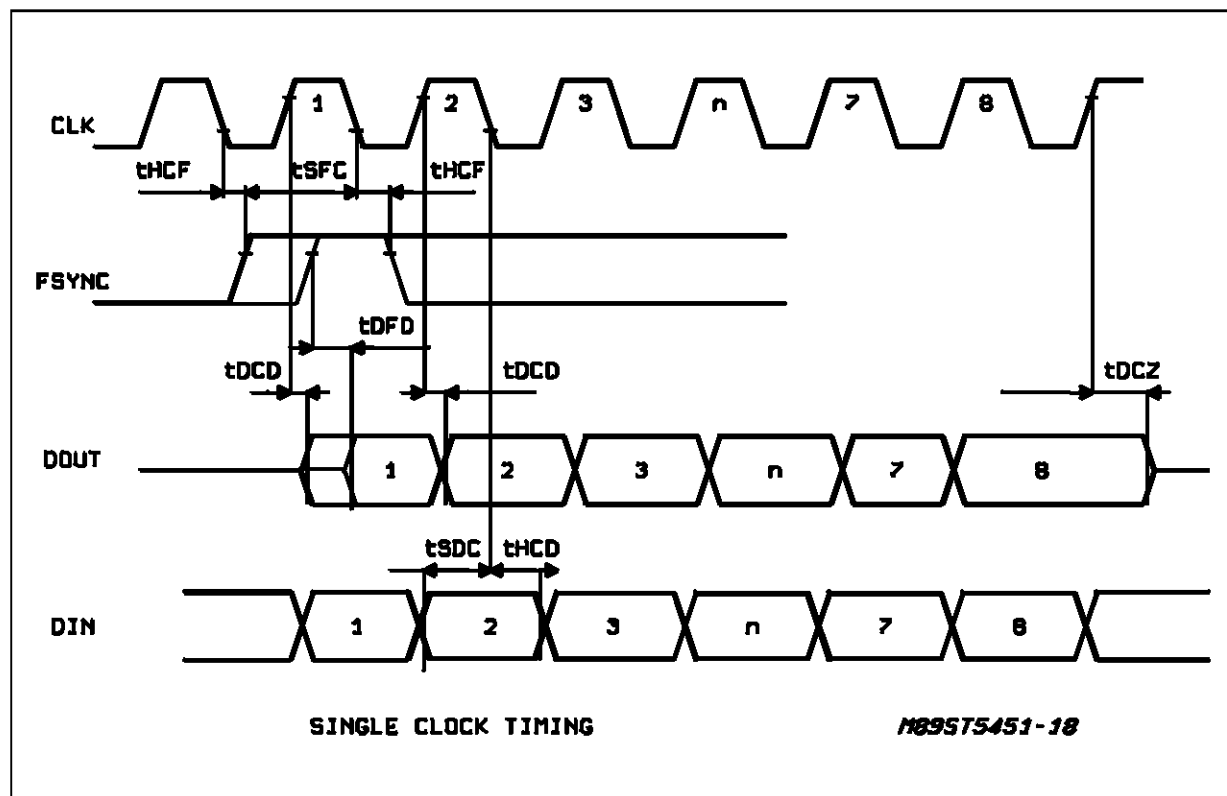 1 2 3 n 7 8
CLK
tHCF tSFC tHCF
FSYNC
tDFD
tDCD tDCD tDCZ
DOUT 1 2 3 n 7 8
tSDC tHCD
DIN 1 2 3 n 7 8
SINGLE CLOCK TIMING M89ST5451-18